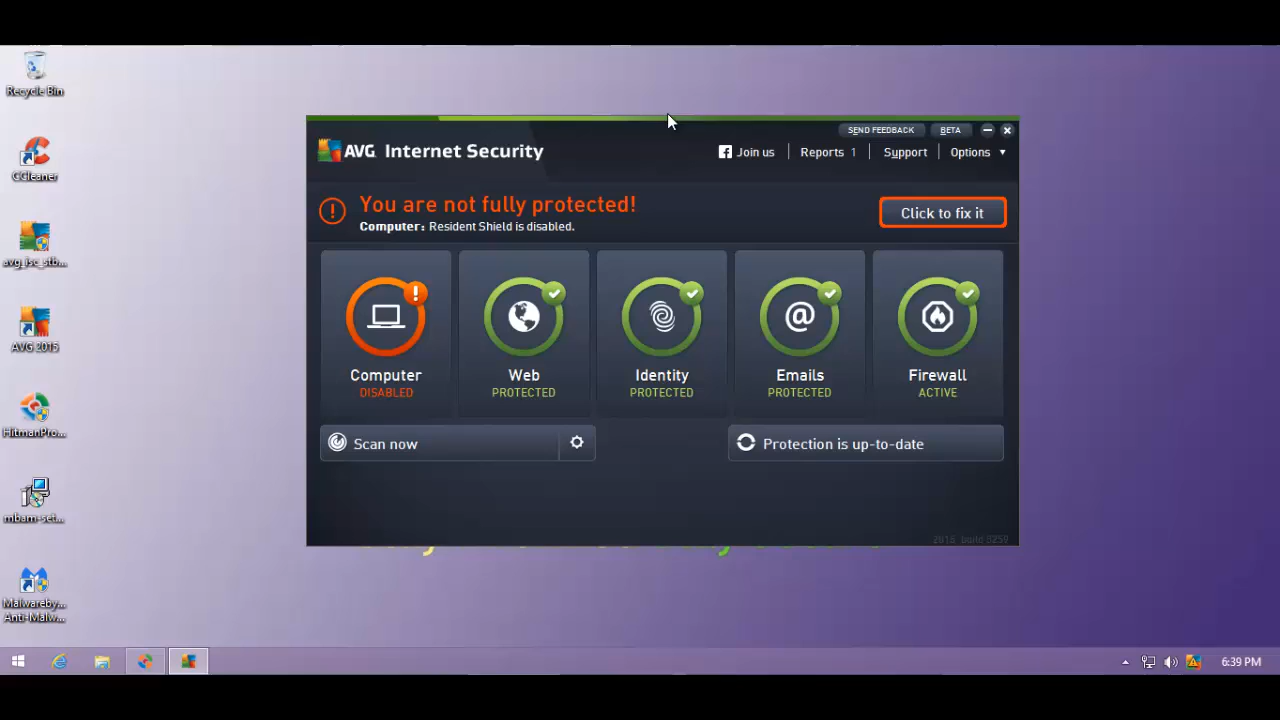 Recycle Bin
CCleaner
avg_isc_stb...
AVG 2015
HitmanPro...
mbam-set...
Malwareby...
Anti-Malw...
SEND FEEDBACK
BETA
AVG Internet Security
Join us
Reports 1
Support
Options
You are not fully protected!
Computer: Resident Shield is disabled.
Click to fix it
Computer
DISABLED
Web
PROTECTED
Identity
PROTECTED
Emails
PROTECTED
Firewall
ACTIVE
Scan now
Protection is up-to-date
6:39 PM